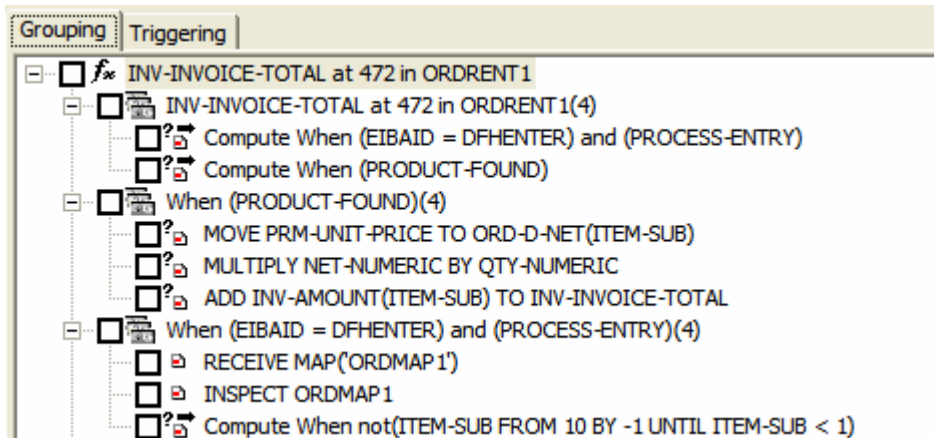 Grouping Triggering
fx INV-INVOICE-TOTAL at 472 in ORDRENT1
INV-INVOICE-TOTAL at 472 in ORDRENT1(4)
? Compute When (EIBAID = DFHENTER) and (PROCESS-ENTRY)
? Compute When (PRODUCT-FOUND)
When (PRODUCT-FOUND)(4)
? MOVE PRM-UNIT-PRICE TO ORD-D-NET(ITEM-SUB)
? MULTIPLY NET-NUMERIC BY QTY-NUMERIC
? ADD INV-AMOUNT(ITEM-SUB) TO INV-INVOICE-TOTAL
When (EIBAID = DFHENTER) and (PROCESS-ENTRY)(4)
RECEIVE MAP('ORDMAP1')
INSPECT ORDMAP1
? Compute When not(ITEM-SUB FROM 10 BY -1 UNTIL ITEM-SUB < 1)